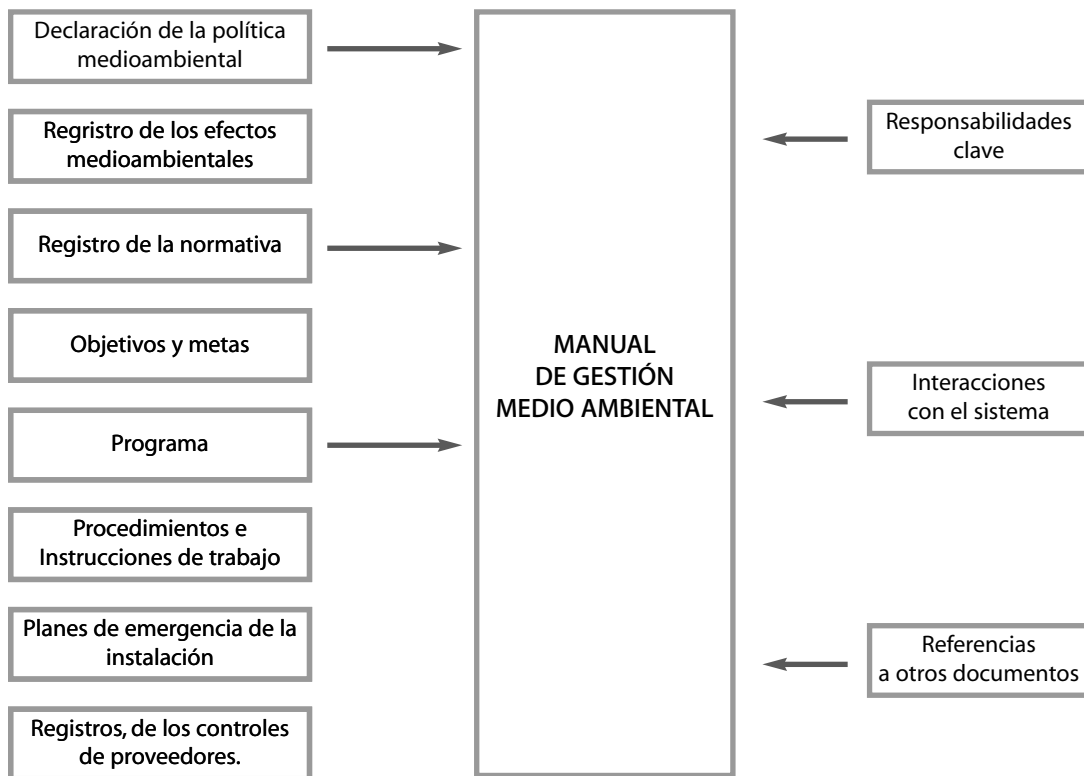 Declaración de la política
medioambiental
Regristro de los efectos
medioambientales
Registro de la normativa
Objetivos y metas
Programa
Procedimientos e
Instrucciones de trabajo
Planes de emergencia de la
instalación
Registros, de los controles
de proveedores.
MANUAL
DE GESTIÓN
MEDIO AMBIENTAL
Responsabilidades
clave
Interacciones
con el sistema
Referencias
a otros documentos